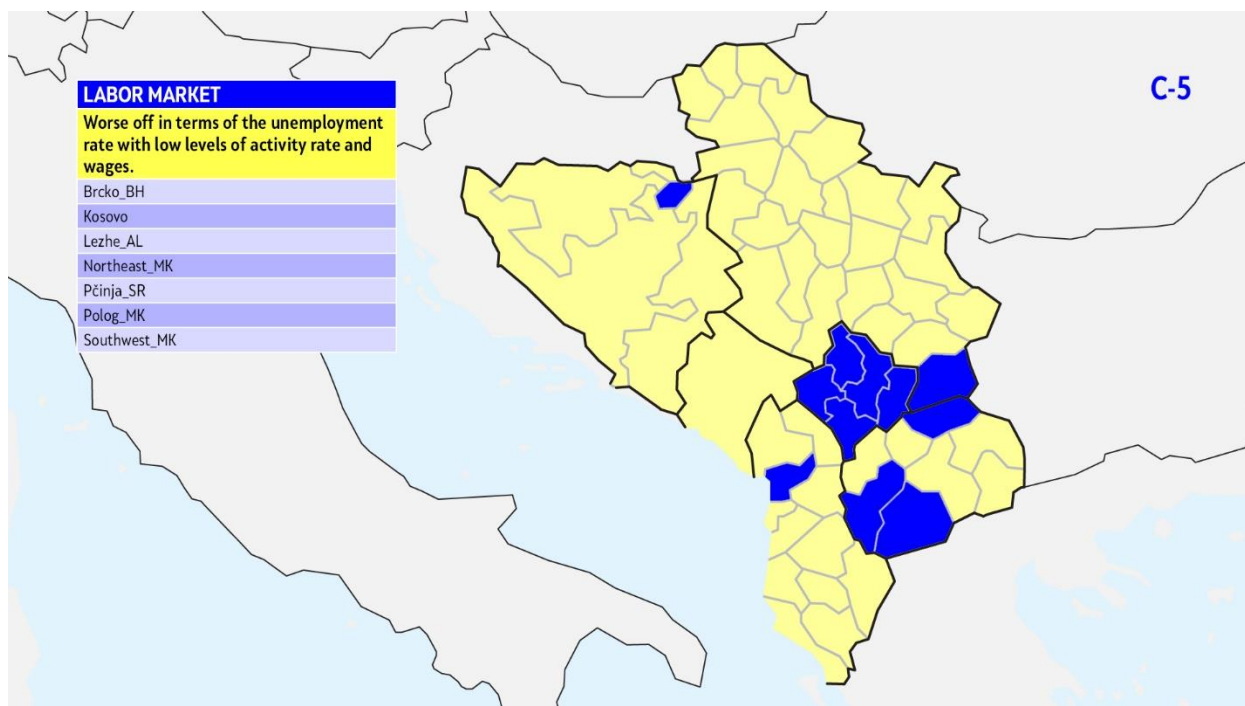 LABOR MARKET
Worse off in terms of the unemployment
rate with low levels of activity rate and
wages.
Brcko_BH
Kosovo
Lezhe_AL
Northeast_MK
Pčinja_SR
Polog_MK
Southwest_MK
C-5